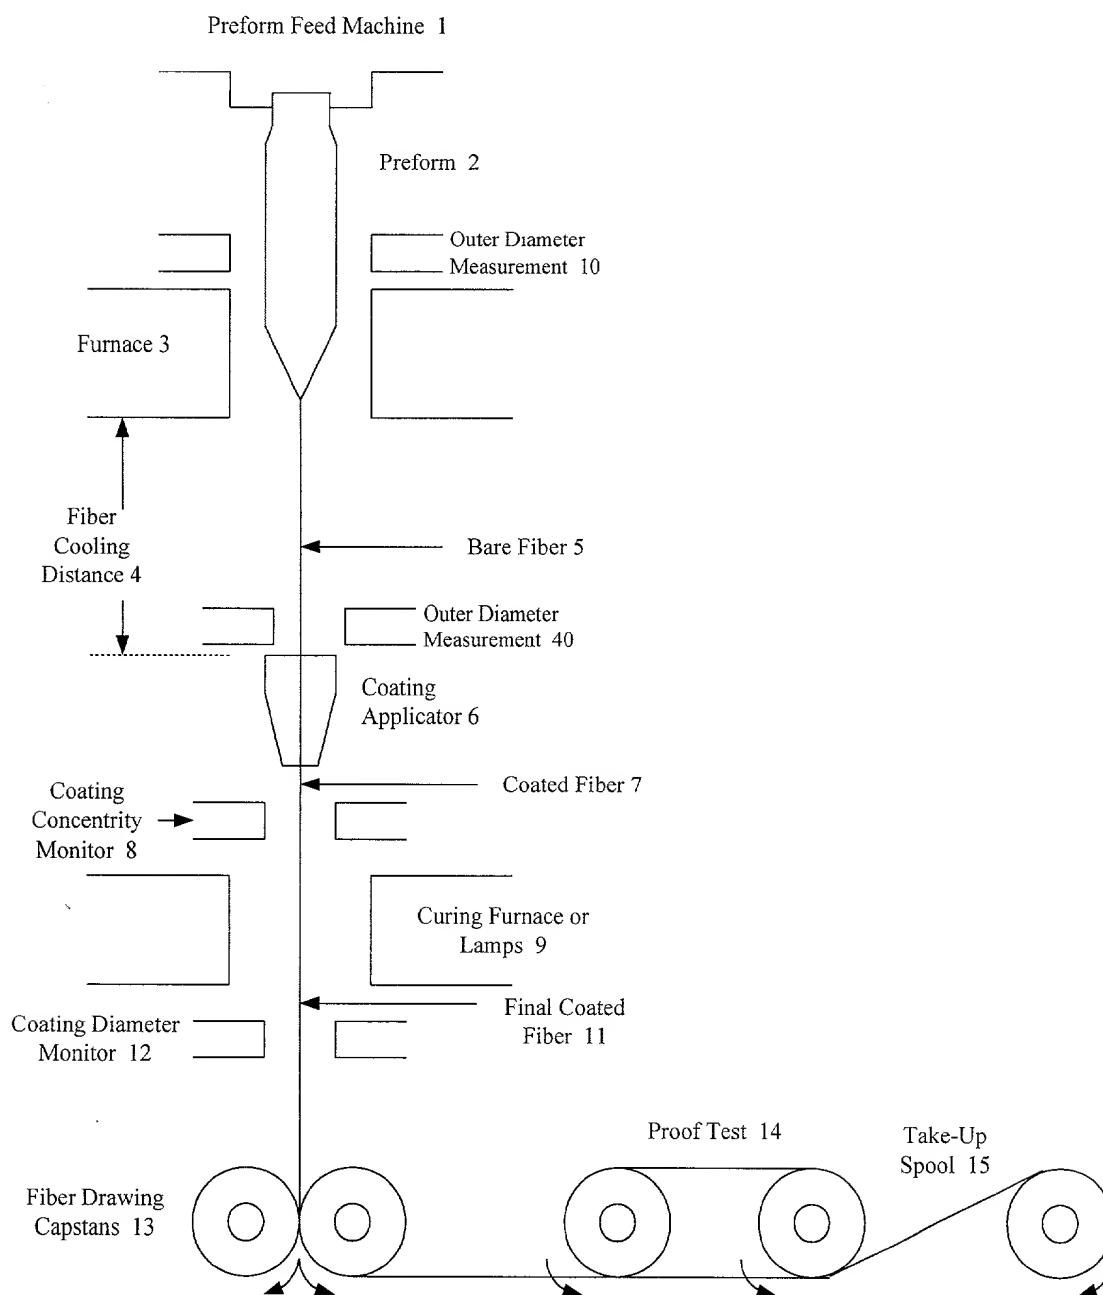 Preform Feed Machine 1
Preform 2
Outer Diameter
Measurement 10
Furnace 3
Fiber
Cooling
Distance 4
Bare Fiber 5
Outer Diameter
Measurement 40
Coating
Applicator 6
Coated Fiber 7
Coating
Concentrity
Monitor 8
Curing Furnace or
Lamps 9
Final Coated
Fiber 11
Coating Diameter
Monitor 12
Proof Test 14
Take-Up
Spool 15
Fiber Drawing
Capstans 13